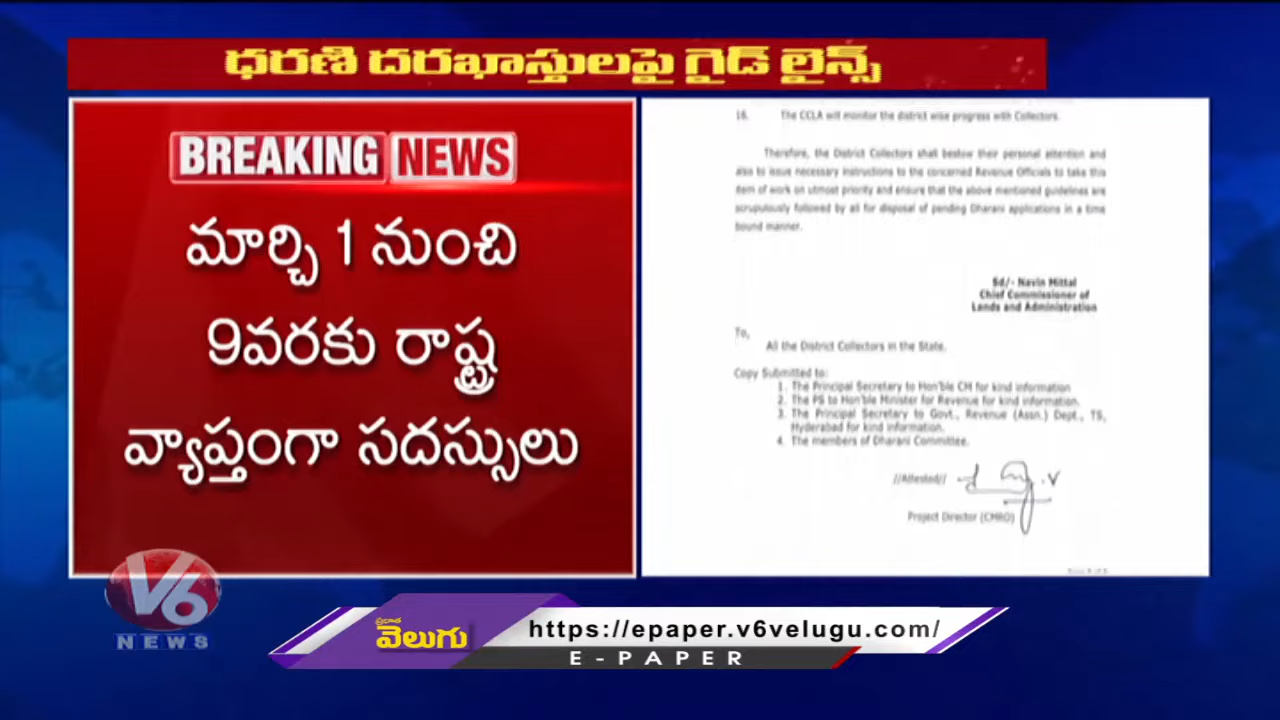 ధరణి దరఖాస్తులపై గైడ్ లైన్స్
BREAKING NEWS
మార్చి 1 నుంచి
9వరకు రాష్ట్ర
వ్యాప్తంగా సదస్సులు
16. The CCLA will monitor the district wise progress with Collectors.
Therefore, the District Collectors shall bestow their personal attention and
also to issue necessary instructions to the concerned Revenue Officials to take this
item of work on utmost priority and ensure that the above mentioned guidelines are
scrupulously followed by all for disposal of pending Dharani applications in a time
bound manner.
Sd/- Navin Mittal
Chief Commissioner of
Lands and Administration
To,
All the District Collectors in the State.
Copy Submitted to:
1. The Principal Secretary to Hon'ble CM for kind information
2. The PS to Hon'ble Minister for Revenue for kind information.
3. The Principal Secretary to Govt., Revenue (Assn.) Dept., TS,
Hyderabad for kind information.
4. The members of Dharani Committee.
//Attested//
Project Director (CMRO)
V6
NEWS
ప్రభాత
వెలుగు
https://epaper.v6velugu.com/
E-PAPER